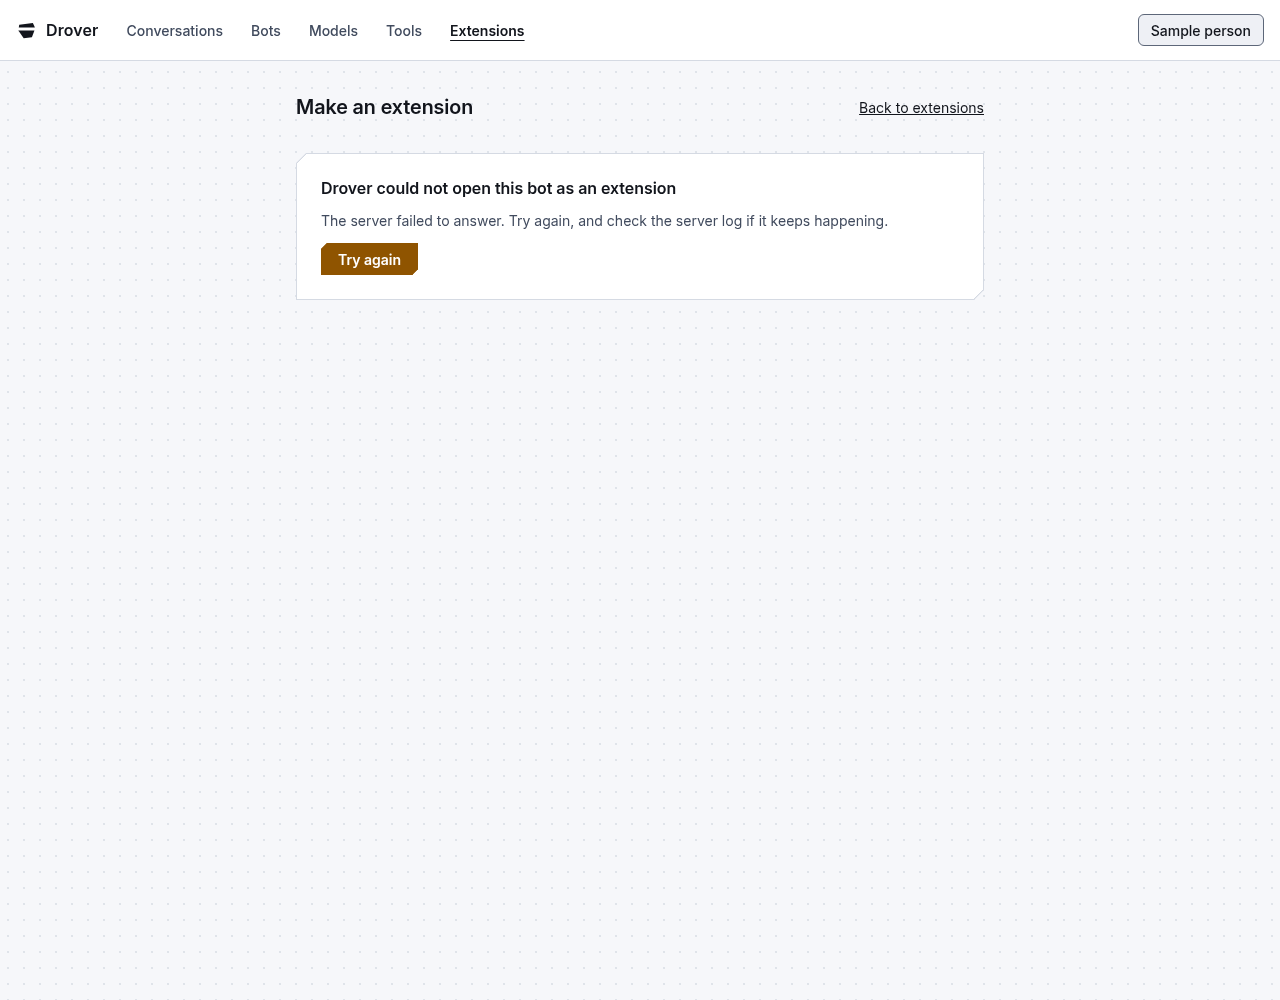 Drover
Conversations
Bots
Models
Tools
Extensions
Sample person
Make an extension
Back to extensions
Drover could not open this bot as an extension
The server failed to answer. Try again, and check the server log if it keeps happening.
Try again